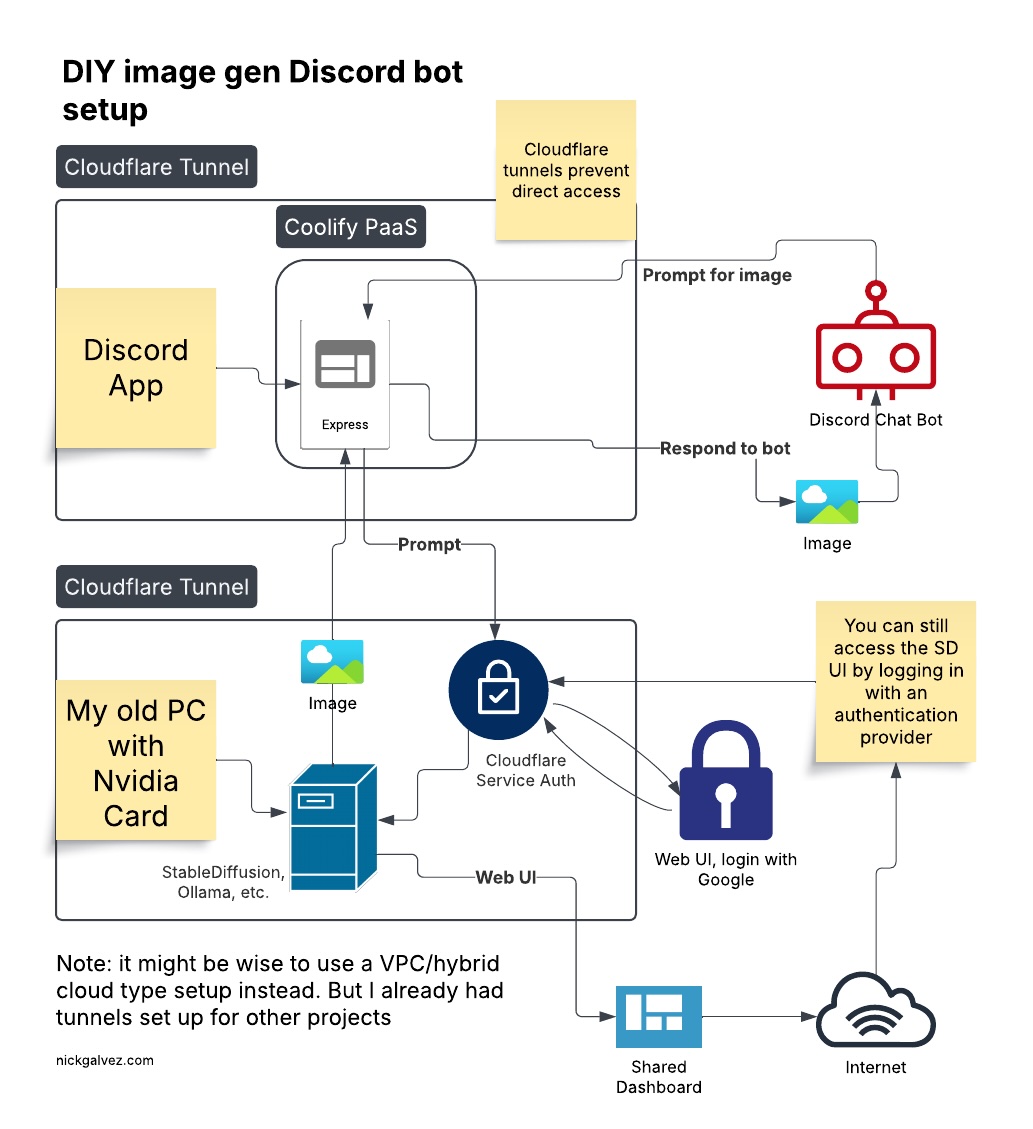 DIY image gen Discord bot
setup
Cloudflare Tunnel
Cloudflare
tunnels prevent
direct access
Coolify PaaS
Prompt for image
Discord
App
Express
Discord Chat Bot
Respond to bot
Image
Prompt
Cloudflare Tunnel
You can still
access the SD
UI by logging in
with an
authentication
provider
Image
My old PC
with
Nvidia
Card
Cloudflare
Service Auth
Web UI, login with
Google
StableDiffusion,
Ollama, etc.
Web UI
Note: it might be wise to use a VPC/hybrid
cloud type setup instead. But I already had
tunnels set up for other projects
nickgalvez.com
Shared
Dashboard
Internet